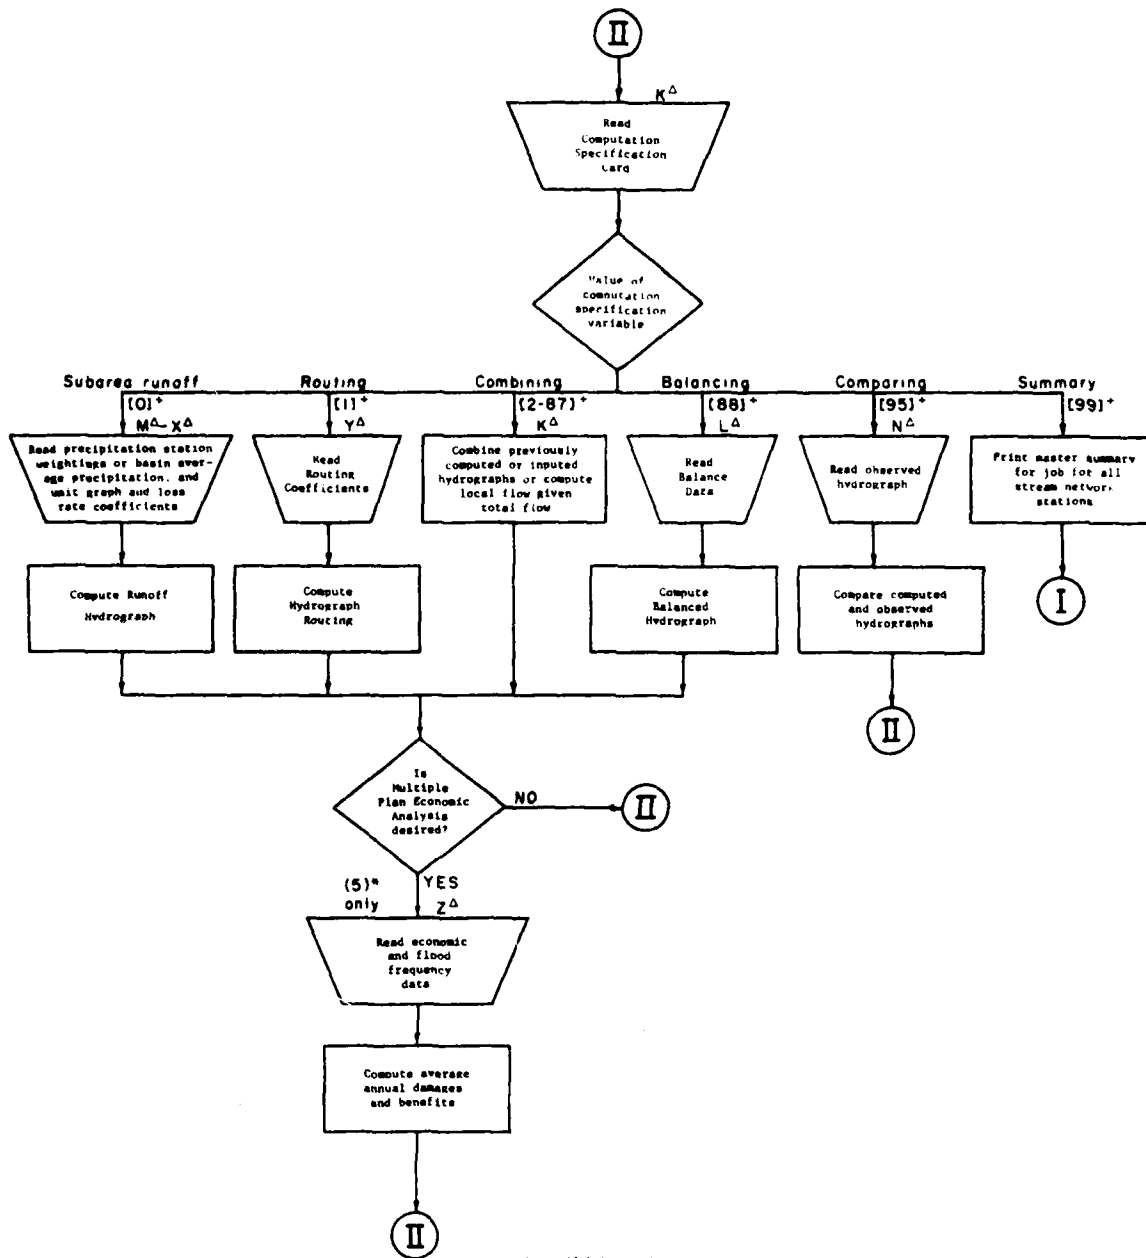 II
K^Δ
Read
Computation
Specification
Card
Value of
computation
specification
variable
Subarea runoff
[0]+
M^Δ-X^Δ
Read precipitation station
weightings or basin aver-
age precipitation, and
unit graph and loss
rate coefficients
Compute Runoff
Hydrograph
Routing
[1]+
Y^Δ
Read
Routing
Coefficients
Compute
Hydrograph
Routing
Combining
[2-87]+
K^Δ
Combine previously
computed or inputed
hydrographs or compute
local flow given
total flow
Balancing
[88]+
L^Δ
Read
Balance
Data
Compute
Balanced
Hydrograph
Comparing
[95]+
N^Δ
Read observed
hydrograph
Compare computed
and observed
hydrographs
II
Summary
[99]+
Print master summary
for job for all
stream network
stations
I
Is
Multiple
Plan Economic
Analysis
desired?
NO
II
YES
(5)*
only
Z^Δ
Read economic
and flood
frequency
data
Compute average
annual damages
and benefits
II